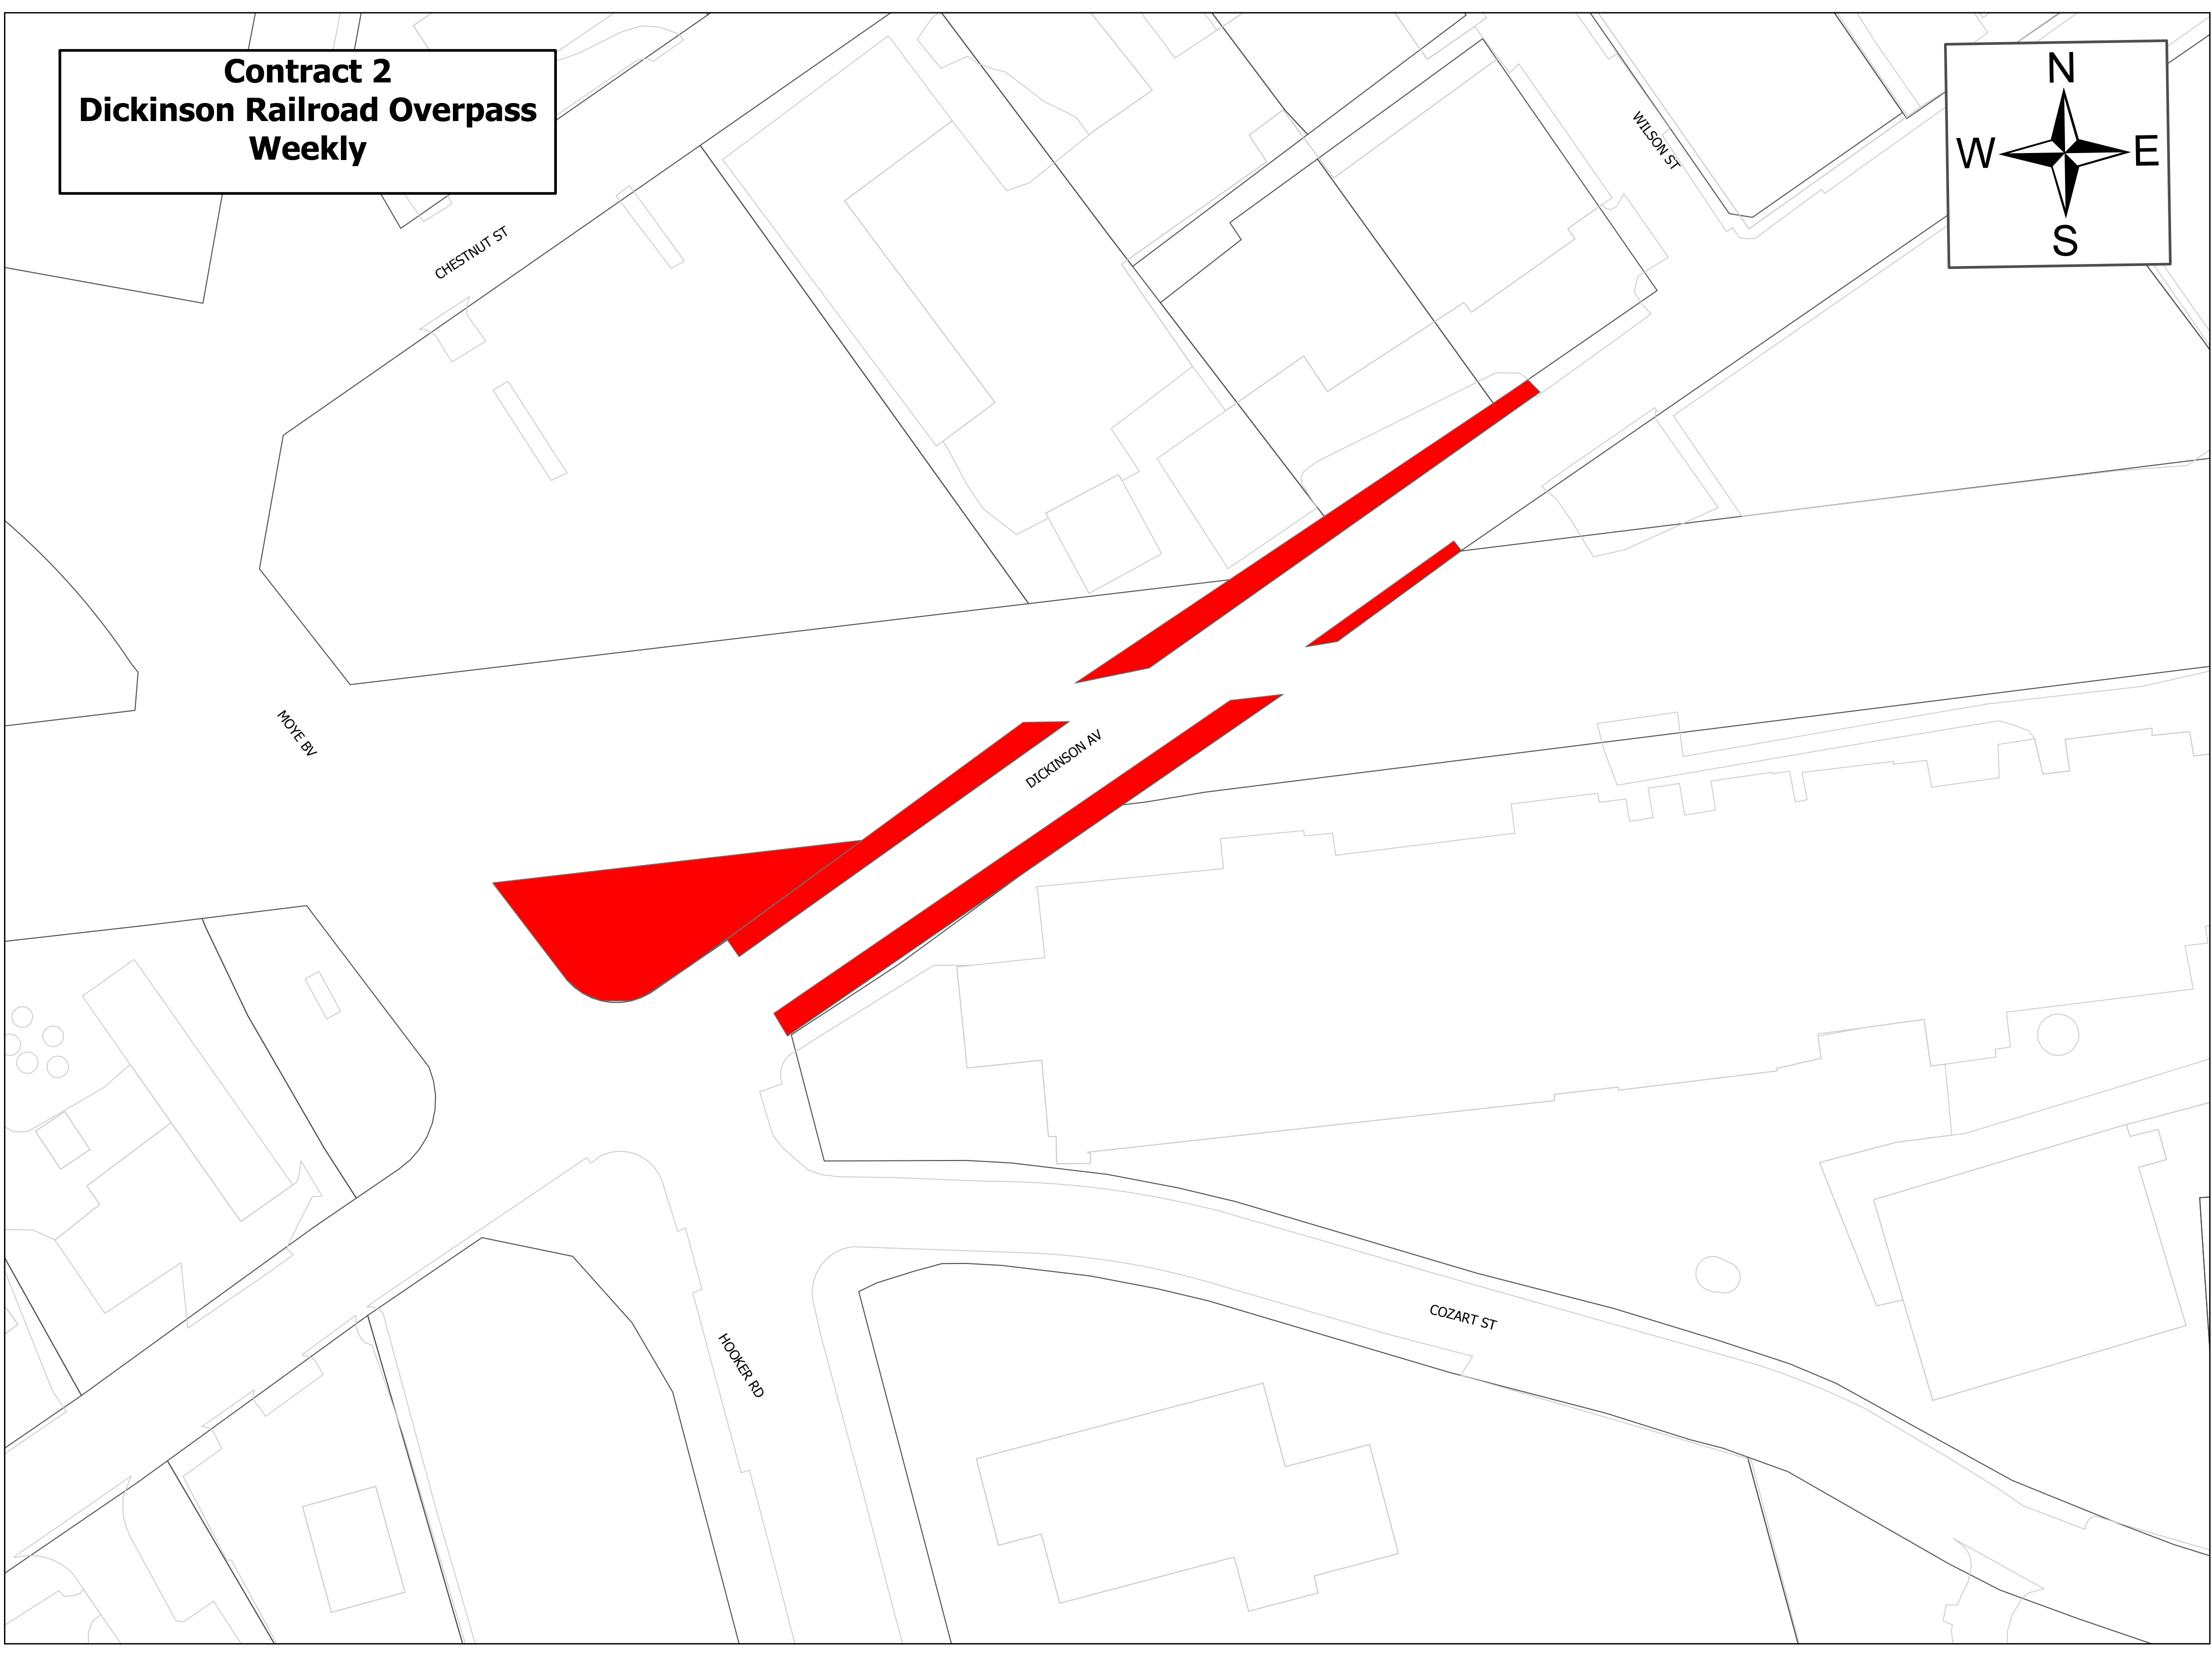 Contract 2
Dickinson Railroad Overpass
Weekly
N
W E
S
WILSON ST
CHESTNUT ST
MOYE BV
DICKINSON AV
COZART ST
HOOKER RD